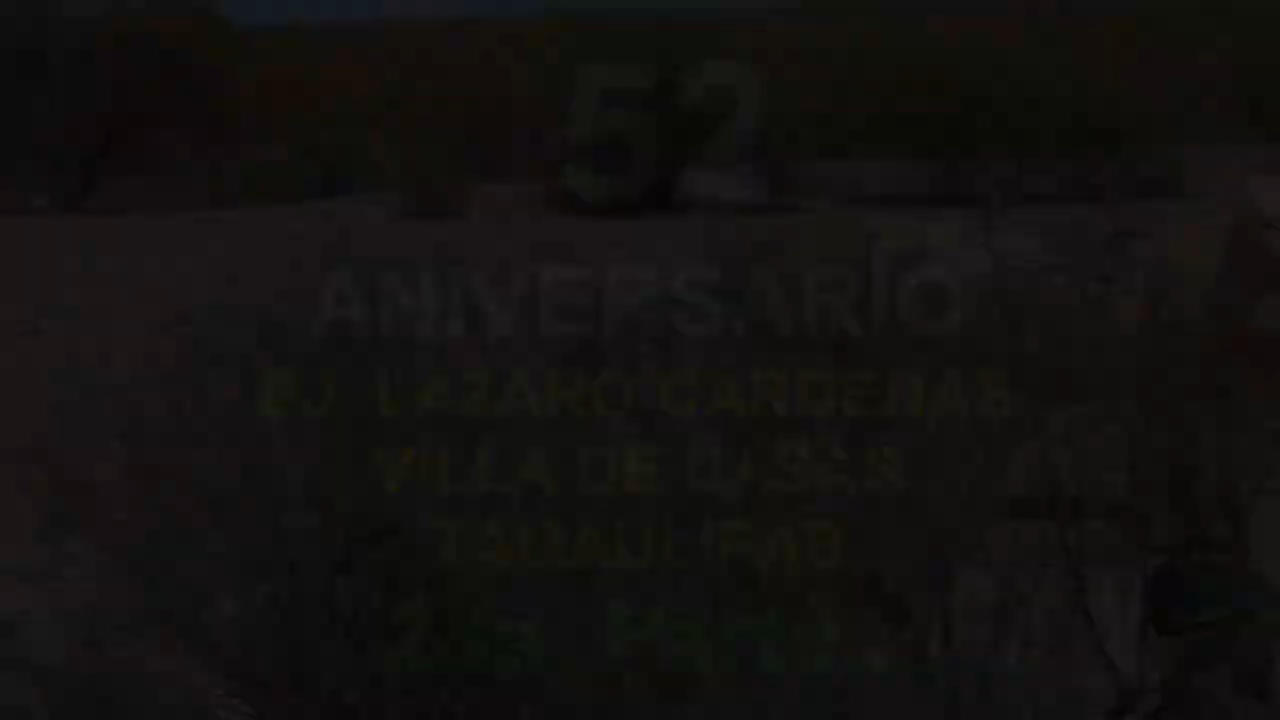 52
ANIVERSARIO
EJ. LAZARO CARDENAS
VILLA DE CASAS
TAMAULIPAS